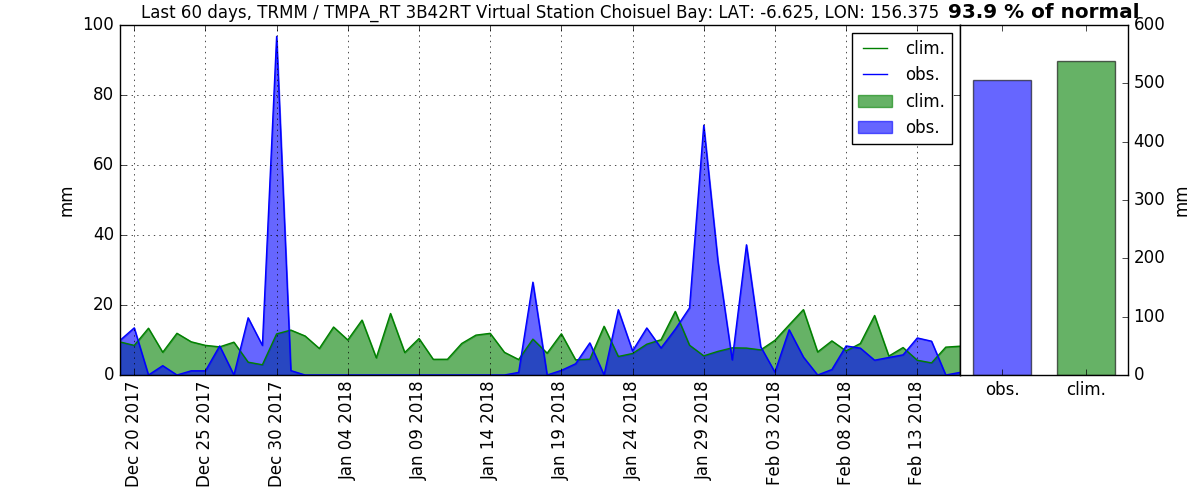 Last 60 days, TRMM / TMPA_RT 3B42RT Virtual Station Choisuel Bay: LAT: -6.625, LON: 156.375 93.9 % of normal
100
80
60
40
20
0
mm
clim.
obs.
clim.
obs.
Dec 20 2017
Dec 25 2017
Dec 30 2017
Jan 04 2018
Jan 09 2018
Jan 14 2018
Jan 19 2018
Jan 24 2018
Jan 29 2018
Feb 03 2018
Feb 08 2018
Feb 13 2018
600
500
400
300
200
100
0
mm
obs. clim.